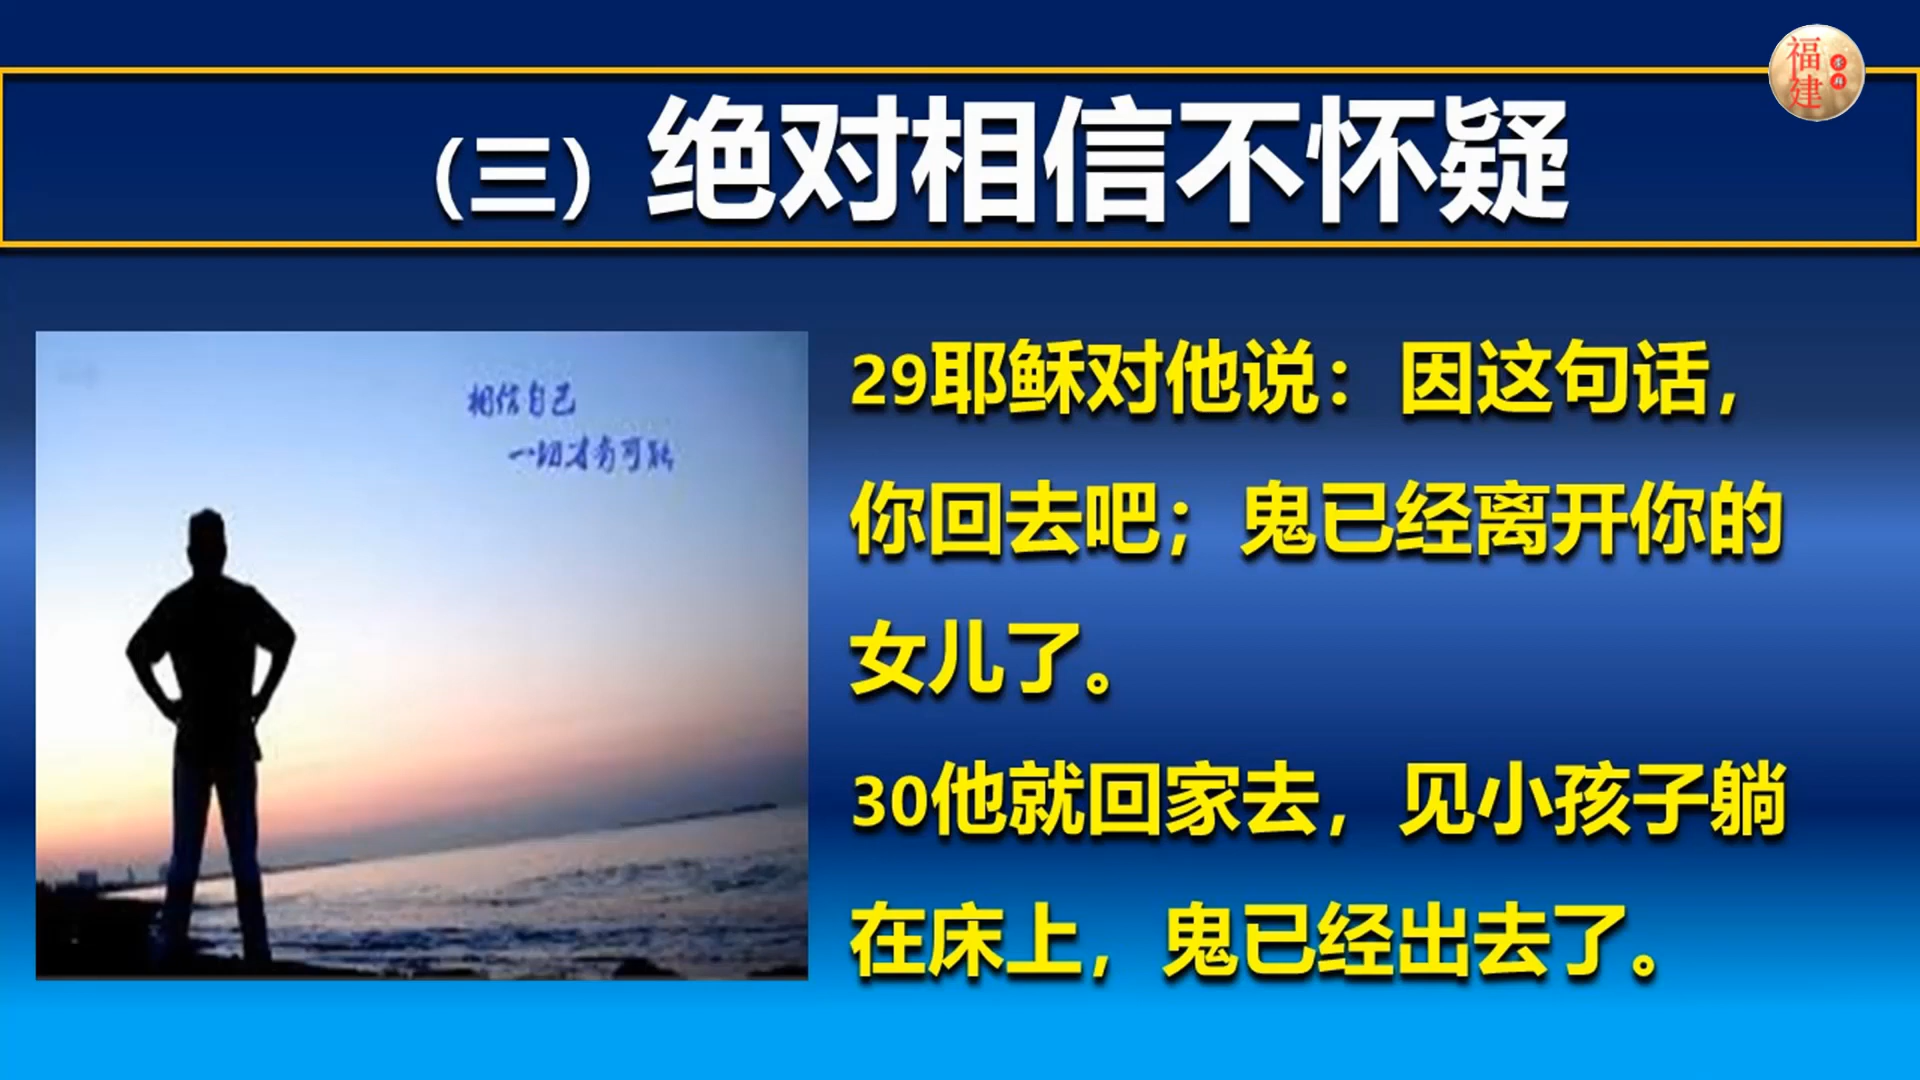 福建
（三）绝对相信不怀疑
相信自己
一切才有可能
29耶稣对他说：因这句话，
你回去吧；鬼已经离开你的
女儿了。
30他就回家去，见小孩子躺
在床上，鬼已经出去了。